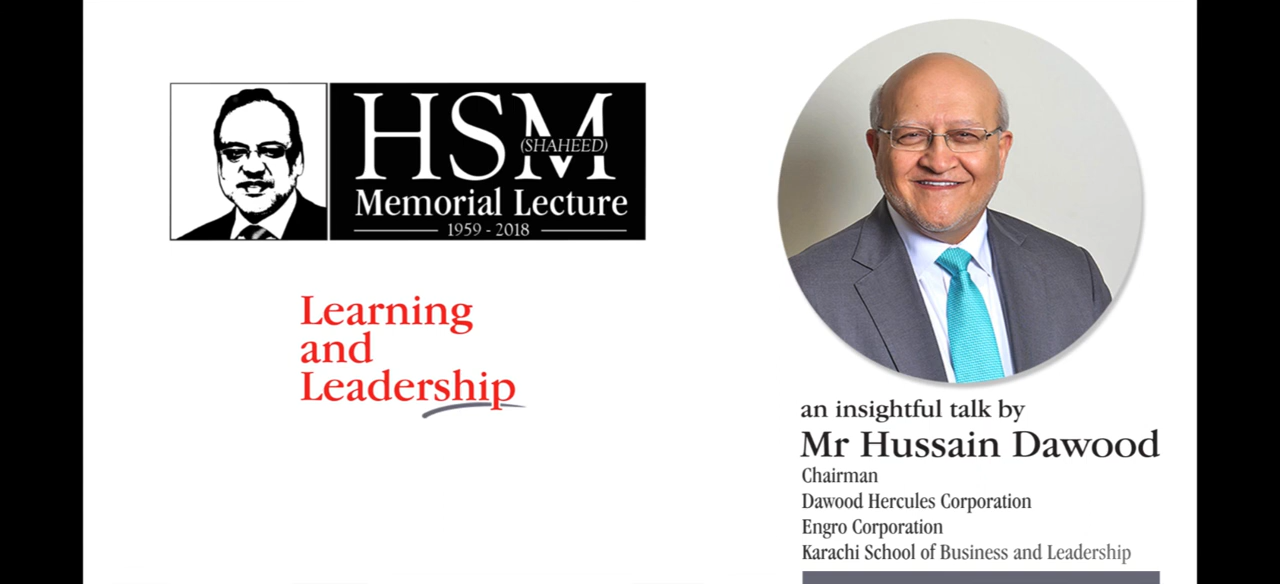 HSM
(SHAHEED)
Memorial Lecture
1959 - 2018
Learning
and
Leadership
an insightful talk by
Mr Hussain Dawood
Chairman
Dawood Hercules Corporation
Engro Corporation
Karachi School of Business and Leadership